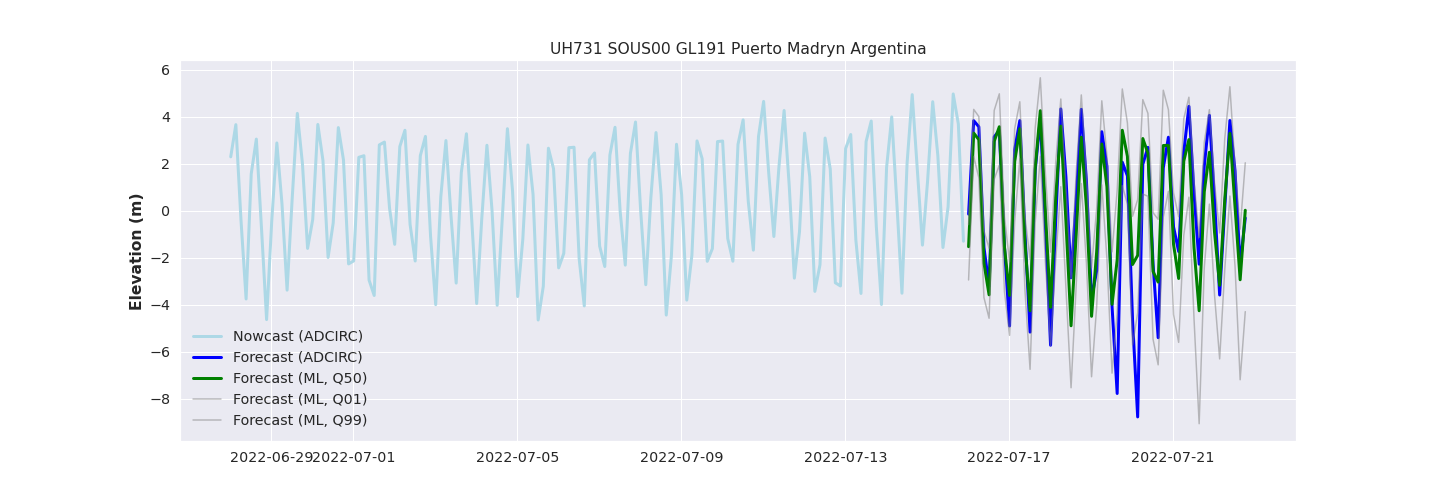 UH731 SOUS00 GL191 Puerto Madryn Argentina
6
4
2
0
−2
−4
−6
−8
Elevation (m)
Nowcast (ADCIRC)
Forecast (ADCIRC)
Forecast (ML, Q50)
Forecast (ML, Q01)
Forecast (ML, Q99)
2022-06-29 2022-07-01 2022-07-05 2022-07-09 2022-07-13 2022-07-17 2022-07-21